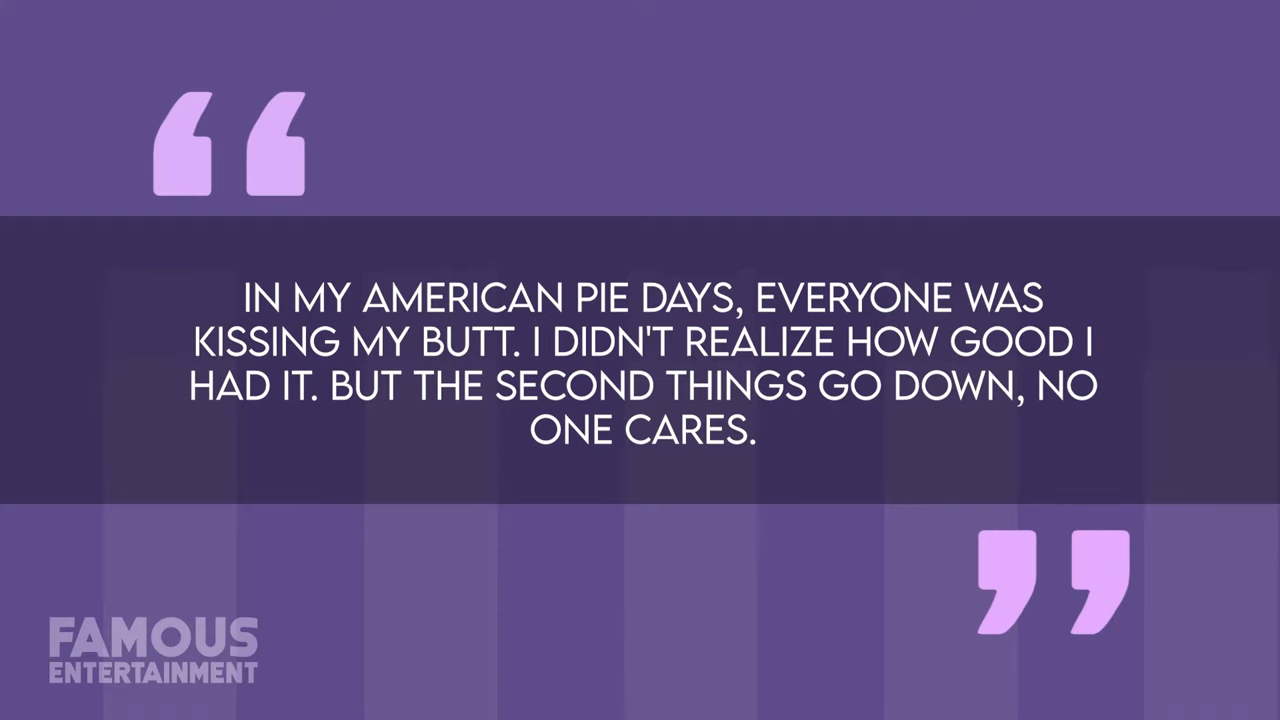 IN MY AMERICAN PIE DAYS, EVERYONE WAS
KISSING MY BUTT. I DIDN'T REALIZE HOW GOOD I
HAD IT. BUT THE SECOND THINGS GO DOWN, NO
ONE CARES.
FAMOUS
ENTERTAINMENT